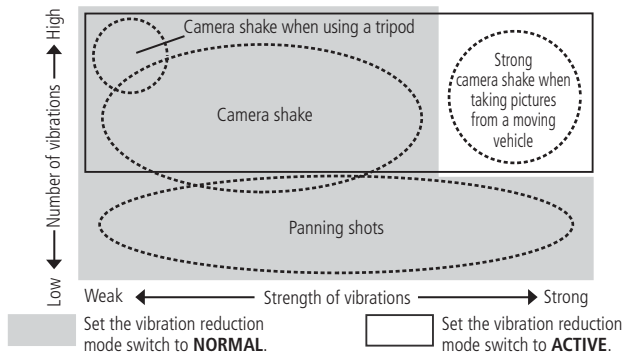 High
Number of vibrations
Low
Camera shake when using a tripod
Camera shake
Strong
camera shake when
taking pictures
from a moving
vehicle
Panning shots
Weak
Strength of vibrations
Strong
Set the vibration reduction
mode switch to NORMAL.
Set the vibration reduction
mode switch to ACTIVE.